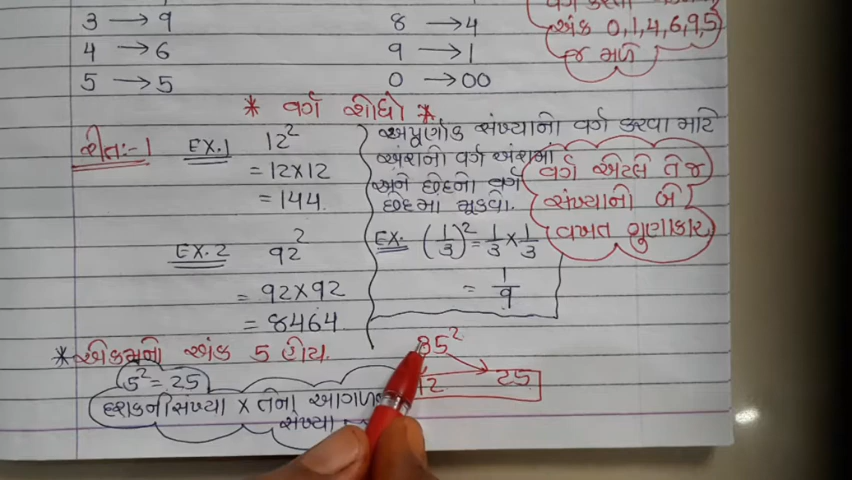 3 → 9
4 → 6
5 → 5
8 → 4
9 → 1
0 → 00
અંક 0,1,4,6,9,5
જ મળે
* વર્ગ શોધો *
રીત:-1
EX.1 12²
= 12×12
= 144.
EX.2 92²
= 92×92
= 8464
અપૂર્ણાંક સંખ્યાનો વર્ગ કરવા માટે
અંશનો વર્ગ અંશમાં
અને છેદનો વર્ગ
છેદમાં મૂકવો.
EX. (1/3)² = 1/3 × 1/3
= 1/9
વર્ગ એટલે તેજ
સંખ્યાનો બે
વખત ગુણાકાર
* એકમનો અંક 5 હોય.
5² = 25
દશકની સંખ્યા × તેના આગળ
સંખ્યા
85²
72 25